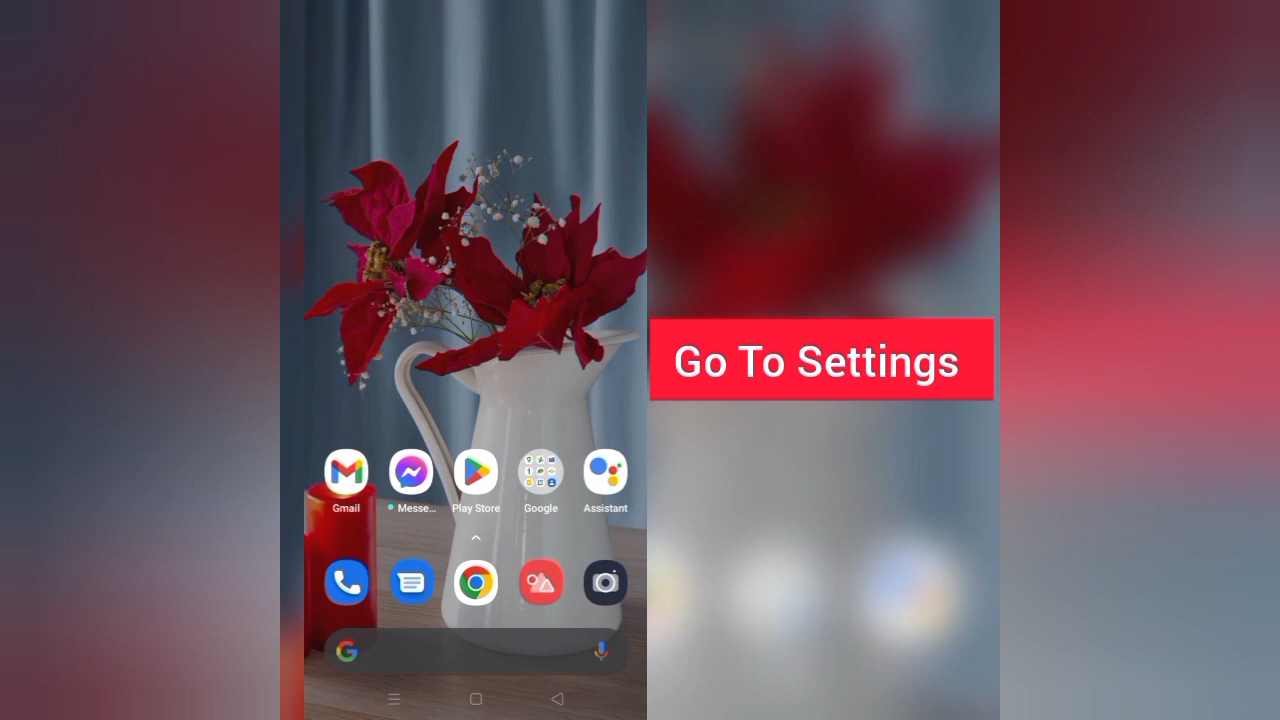 Go To Settings
Gmail
Messe...
Play Store
Google
Assistant